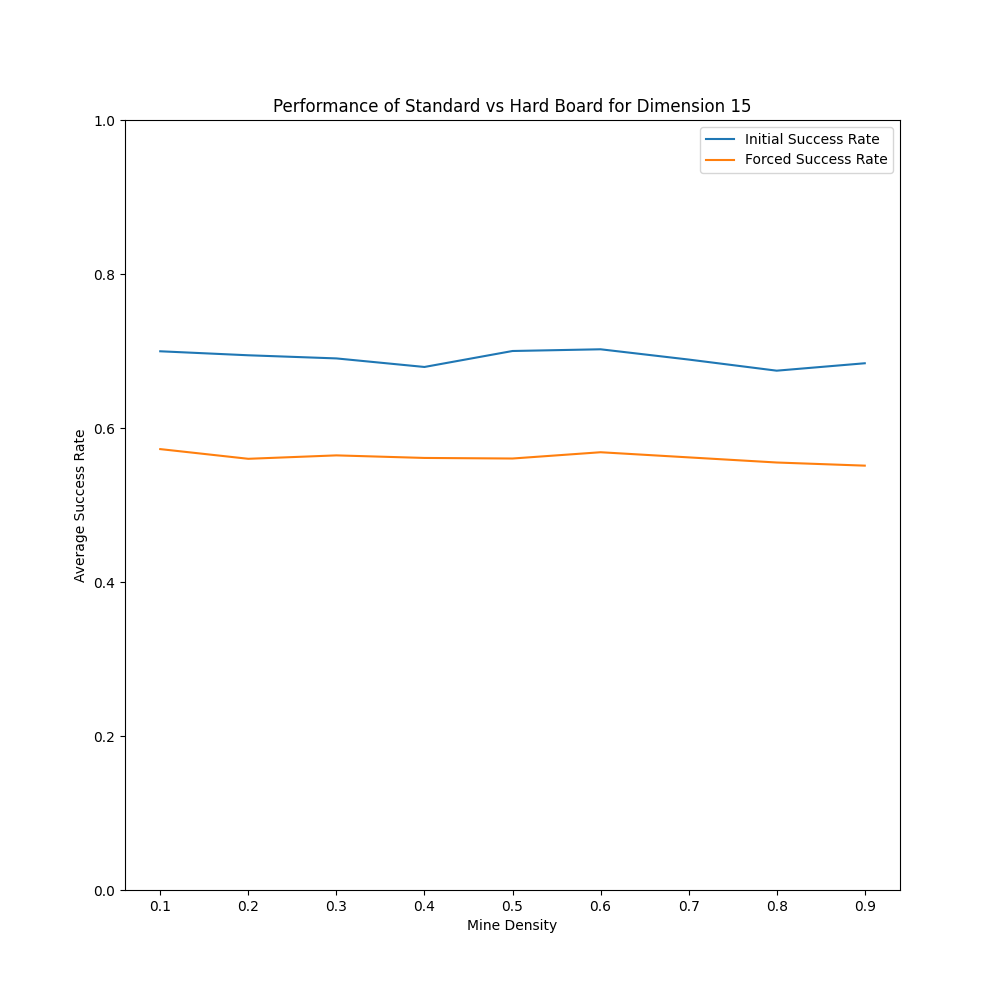 Performance of Standard vs Hard Board for Dimension 15
Initial Success Rate
Forced Success Rate
1.0
0.8
0.6
0.4
0.2
0.0
Average Success Rate
0.1 0.2 0.3 0.4 0.5 0.6 0.7 0.8 0.9
Mine Density